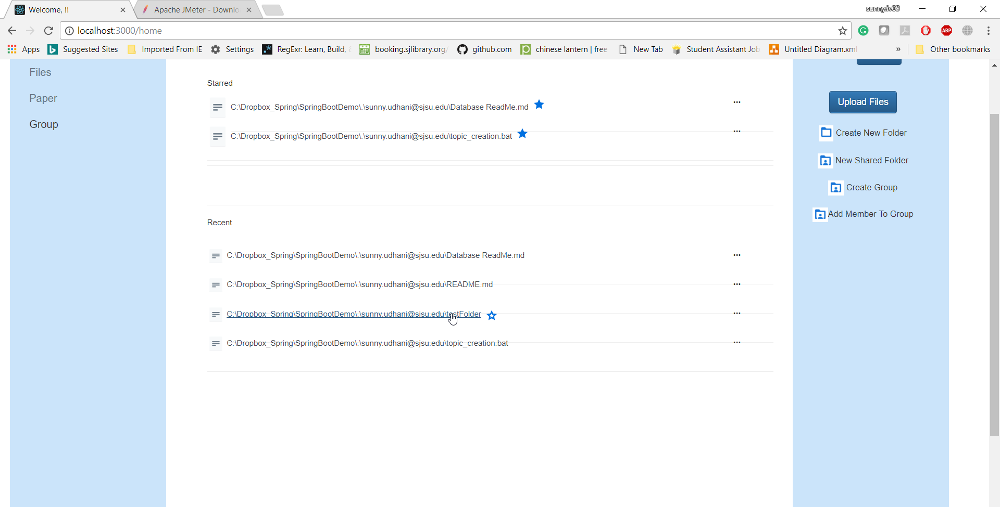 Welcome, !!
Apache JMeter - Downlo
sunny.iv09
localhost:3000/home
Apps
Suggested Sites
Imported From IE
Settings
RegExr: Learn, Build, &
booking.sjlibrary.org/
github.com
chinese lantern | free
New Tab
Student Assistant Job
Untitled Diagram.xml
»
Other bookmarks
ABP
Files
Paper
Group
Starred
C:\Dropbox_Spring\SpringBootDemo\.\sunny.udhani@sjsu.edu\Database ReadMe.md
...
C:\Dropbox_Spring\SpringBootDemo\.\sunny.udhani@sjsu.edu\topic_creation.bat
...
Recent
C:\Dropbox_Spring\SpringBootDemo\.\sunny.udhani@sjsu.edu\Database ReadMe.md
...
C:\Dropbox_Spring\SpringBootDemo\.\sunny.udhani@sjsu.edu\README.md
...
C:\Dropbox_Spring\SpringBootDemo\.\sunny.udhani@sjsu.edu\testFolder
...
C:\Dropbox_Spring\SpringBootDemo\.\sunny.udhani@sjsu.edu\topic_creation.bat
...
Upload Files
Create New Folder
New Shared Folder
Create Group
Add Member To Group